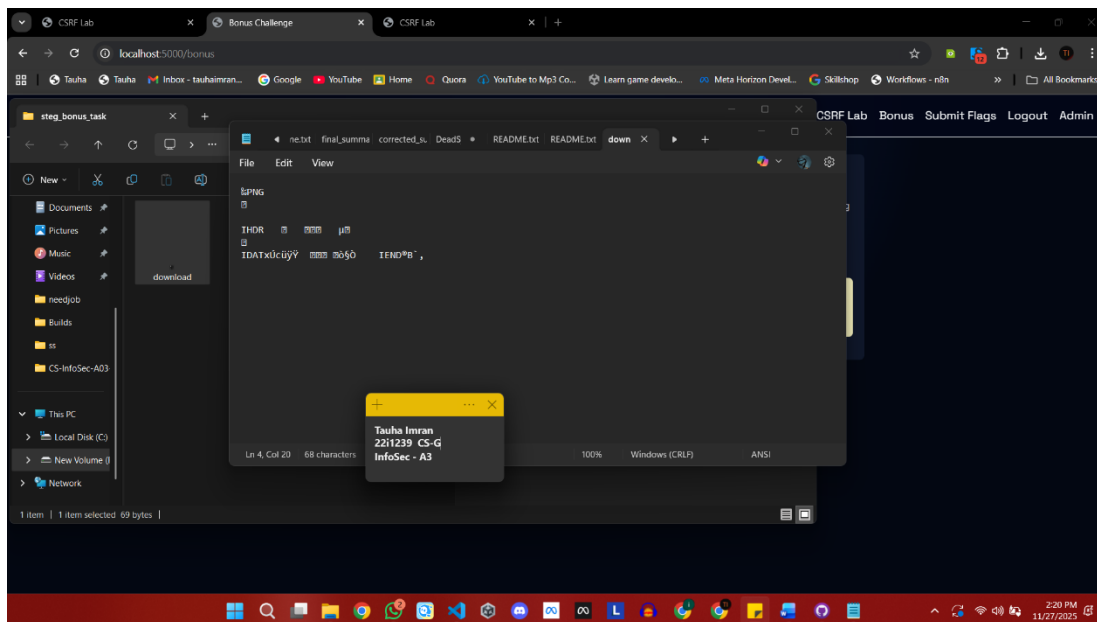 CSRF Lab
Bonus Challenge
CSRF Lab
localhost:5000/bonus
Tauha
Tauha
Inbox - tauhaimran...
Google
YouTube
Home
Quora
YouTube to Mp3 Co...
Learn game develo...
Meta Horizon Devel...
Skillshop
Workflows - n8n
»
All Bookmarks
steg_bonus_task
CSRF Lab Bonus Submit Flags Logout Admin
ne.txt final_summa corrected_su DeadS README.txt README.txt down
File Edit View
New
Documents
Pictures
Music
Videos
needjob
Builds
ss
CS-InfoSec-A03-
This PC
Local Disk (C:)
New Volume (
Network
download
PNG
IHDR
IDATxÚcüÿŸ
IEND®B`‚
Tauha Imran
22i1239 CS-G
InfoSec - A3
Ln 4, Col 20 68 characters 100% Windows (CRLF) ANSI
1 item 1 item selected 69 bytes
2:20 PM
11/27/2025